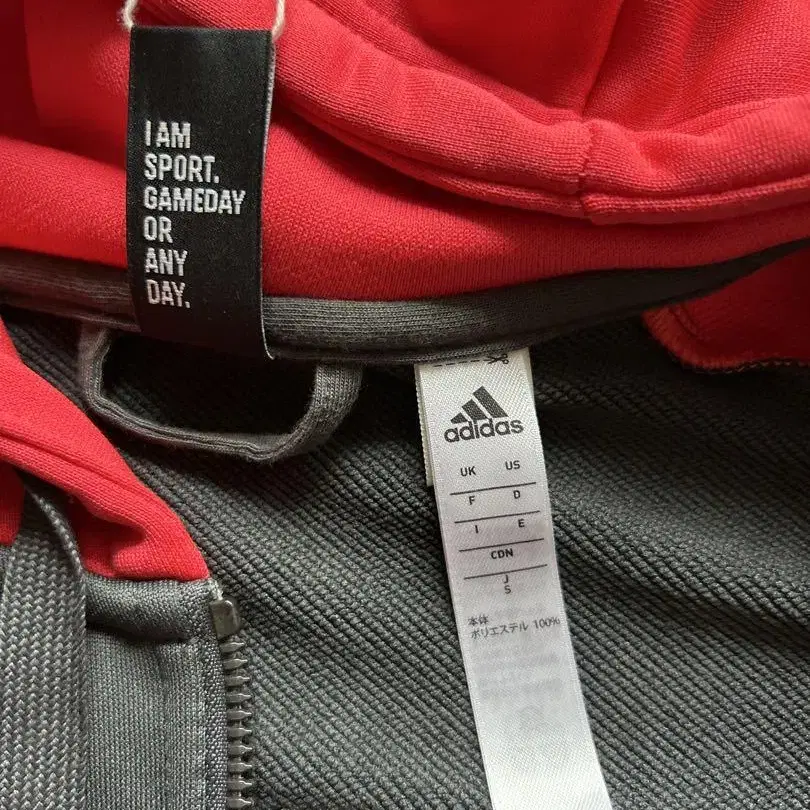 I AM
SPORT.
GAMEDAY
OR
ANY
DAY.
adidas
UK US
F D
I E
CDN
J
S
本体
ポリエステル 100%